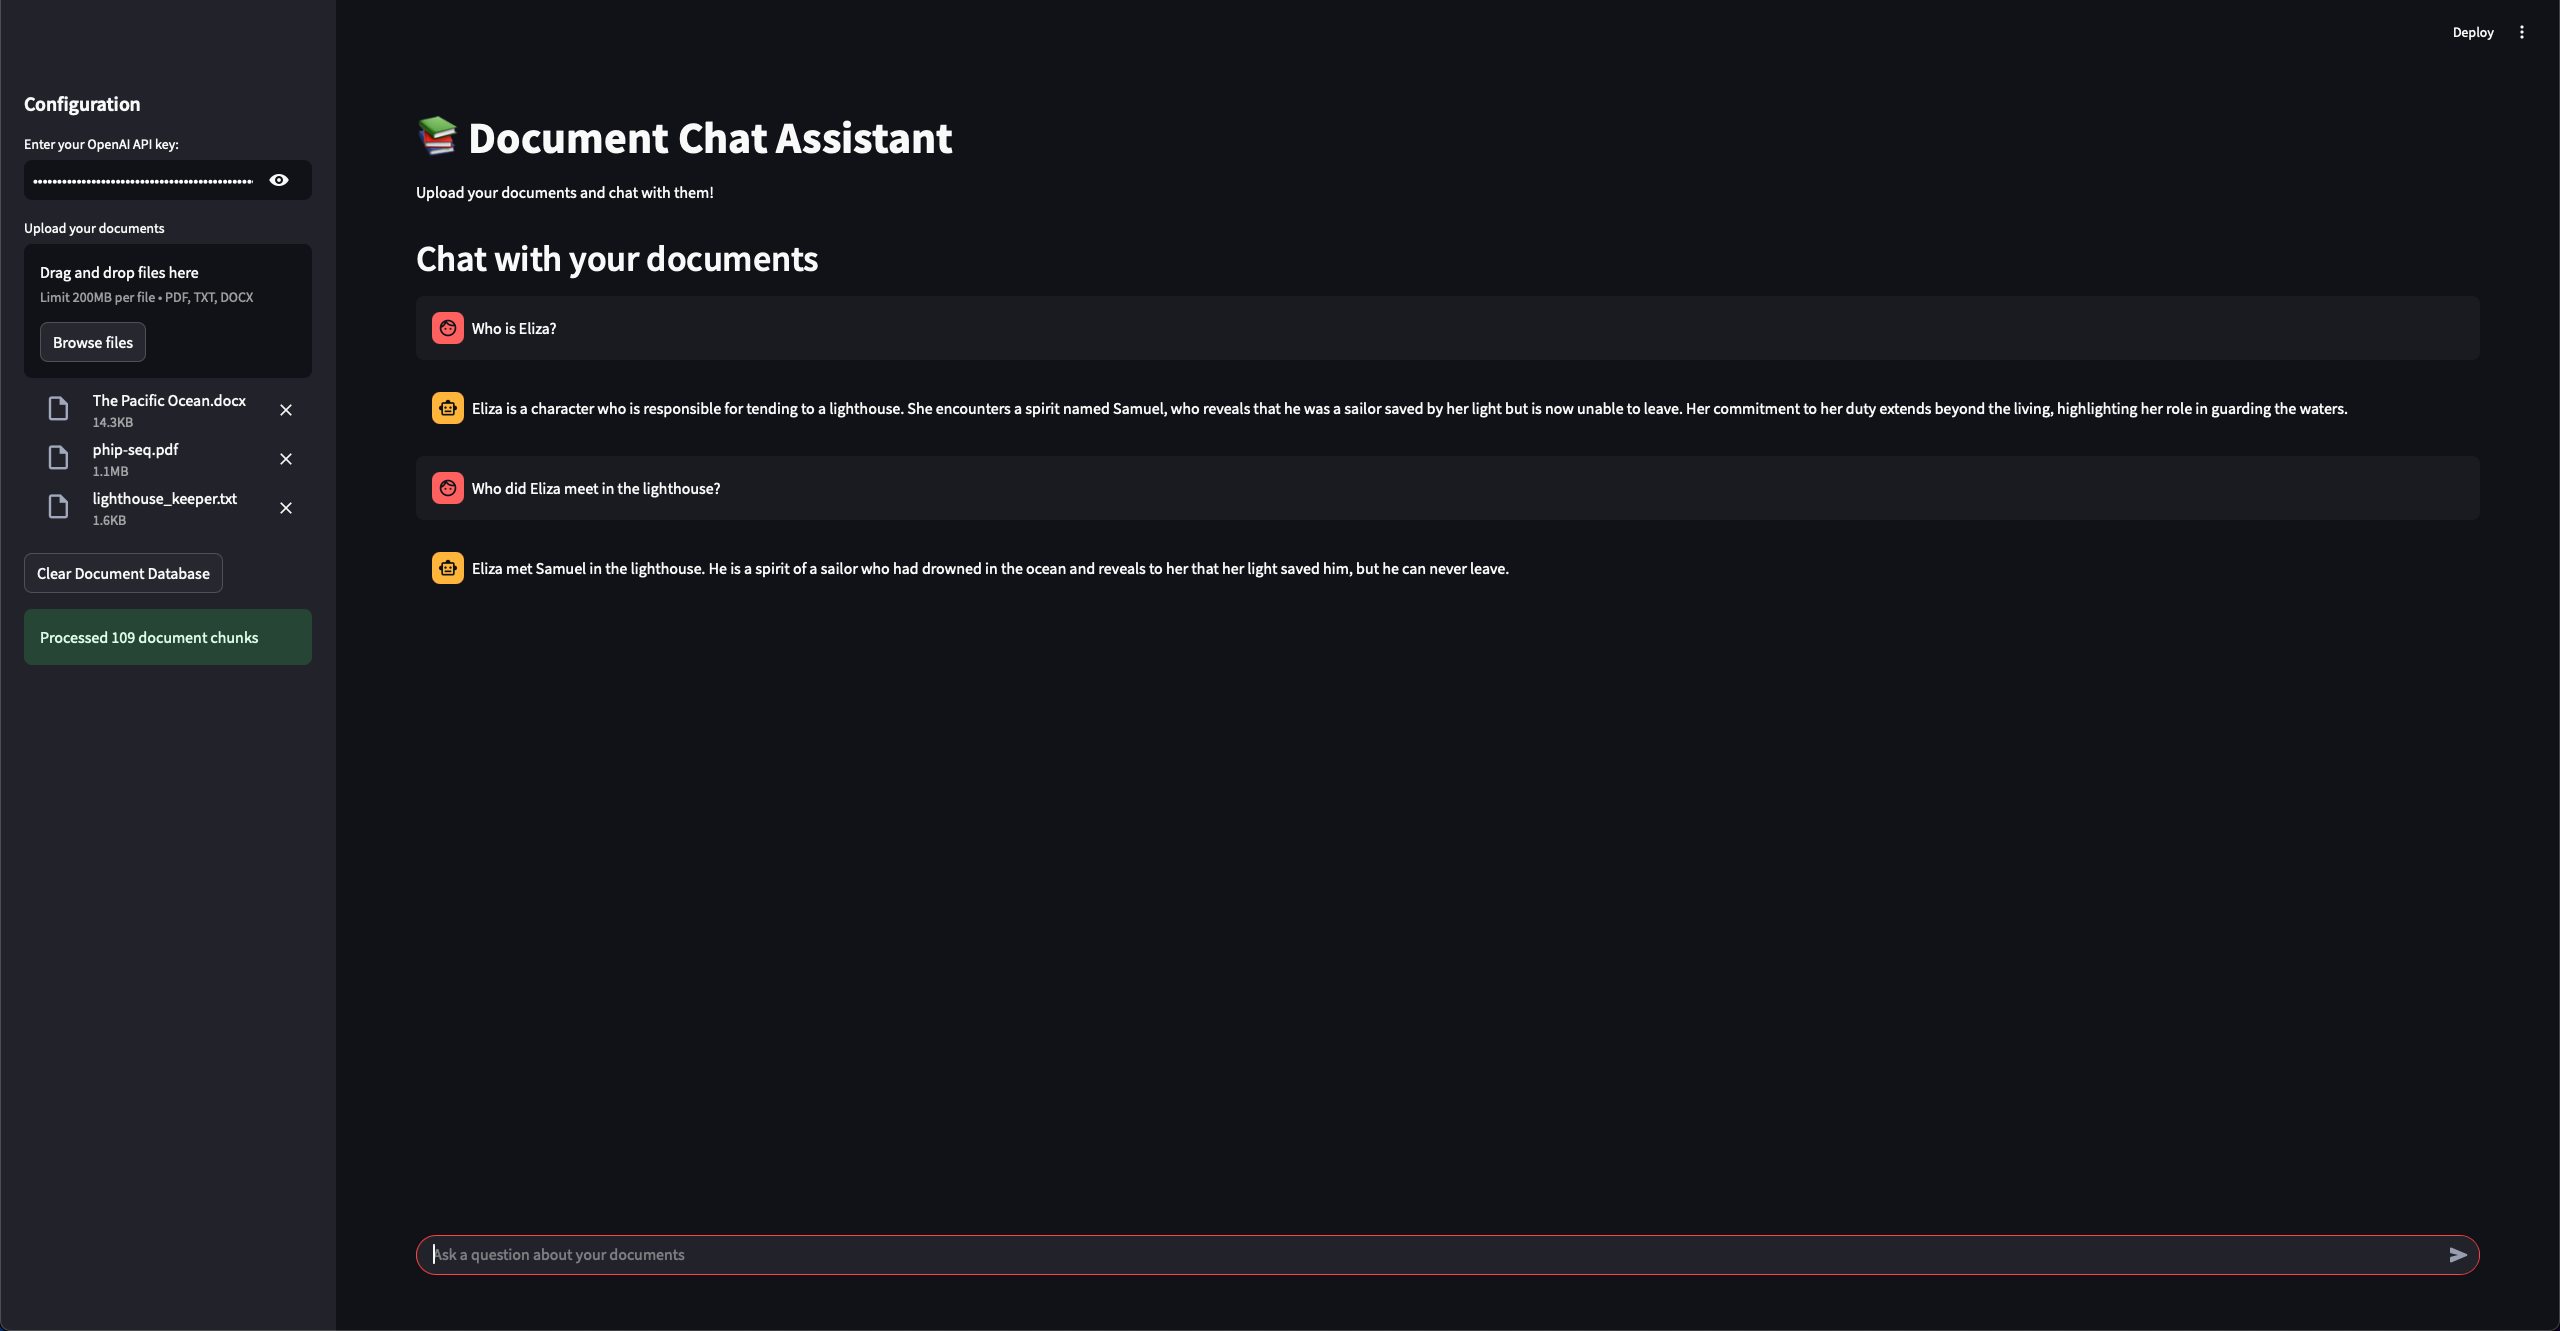 Deploy
Configuration
Enter your OpenAI API key:
Upload your documents
Drag and drop files here
Limit 200MB per file • PDF, TXT, DOCX
Browse files
The Pacific Ocean.docx
14.3KB
phip-seq.pdf
1.1MB
lighthouse_keeper.txt
1.6KB
Clear Document Database
Processed 109 document chunks
Document Chat Assistant
Upload your documents and chat with them!
Chat with your documents
Who is Eliza?
Eliza is a character who is responsible for tending to a lighthouse. She encounters a spirit named Samuel, who reveals that he was a sailor saved by her light but is now unable to leave. Her commitment to her duty extends beyond the living, highlighting her role in guarding the waters.
Who did Eliza meet in the lighthouse?
Eliza met Samuel in the lighthouse. He is a spirit of a sailor who had drowned in the ocean and reveals to her that her light saved him, but he can never leave.
Ask a question about your documents